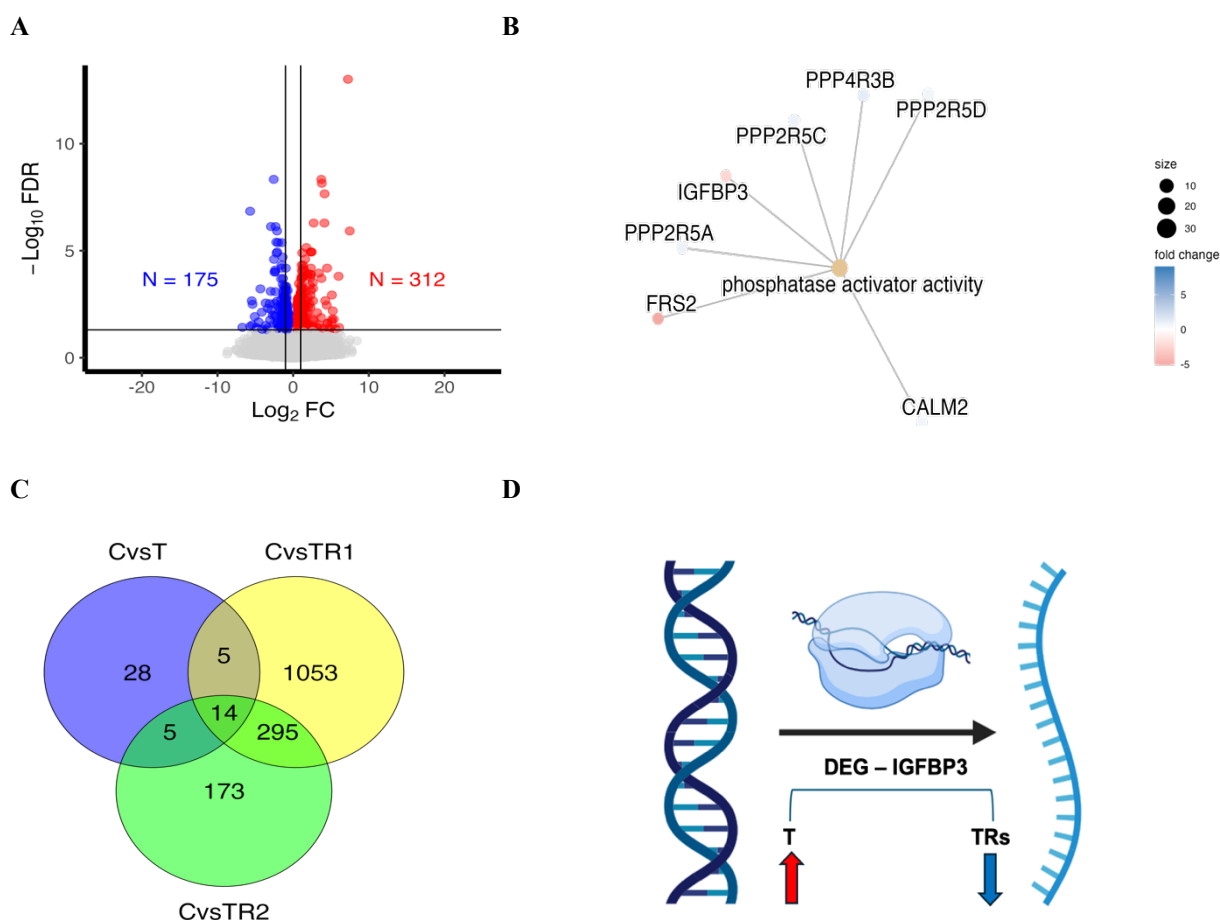 A
10
5
0
– Log10 FDR
N = 175
N = 312
-20
-10
0
10
20
Log2 FC
B
PPP4R3B
PPP2R5D
PPP2R5C
IGFBP3
PPP2R5A
phosphatase activator activity
FRS2
CALM2
size
10
20
30
fold change
5
0
-5
C
CvsT
CvsTR1
28
5
1053
14
5
295
173
CvsTR2
D
DEG – IGFBP3
T
TRs